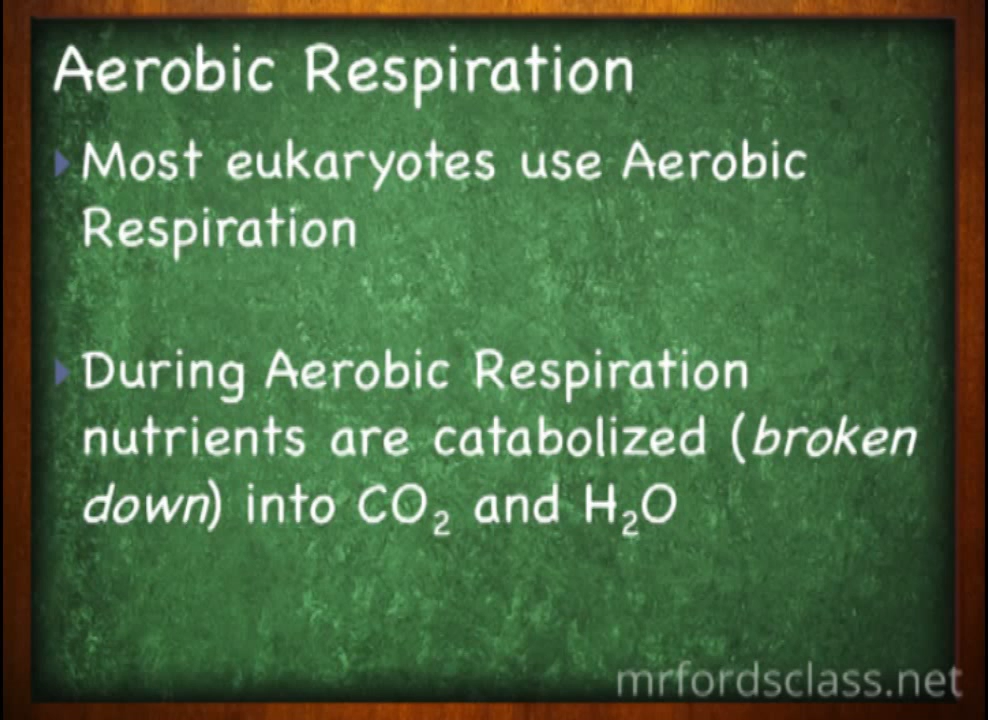 Aerobic Respiration
Most eukaryotes use Aerobic
Respiration
During Aerobic Respiration
nutrients are catabolized (broken
down) into CO₂ and H₂O
mrfordsclass.net